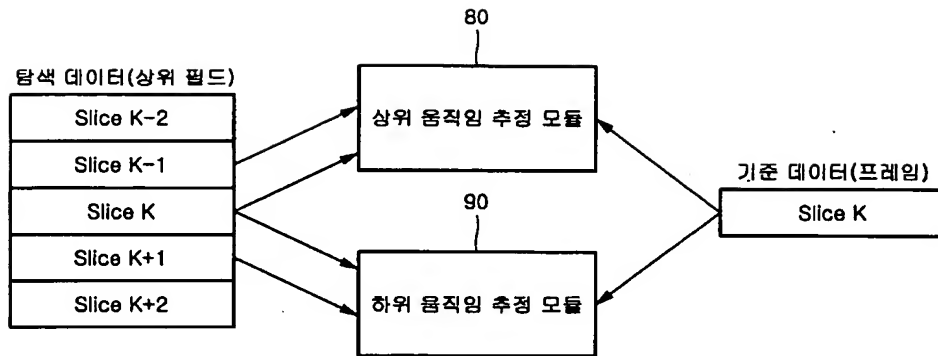 80
탐색 데이터(상위 필드)
Slice K-2
Slice K-1
Slice K
Slice K+1
Slice K+2
상위 움직임 추정 모듈
90
하위 움직임 추정 모듈
기준 데이터(프레임)
Slice K